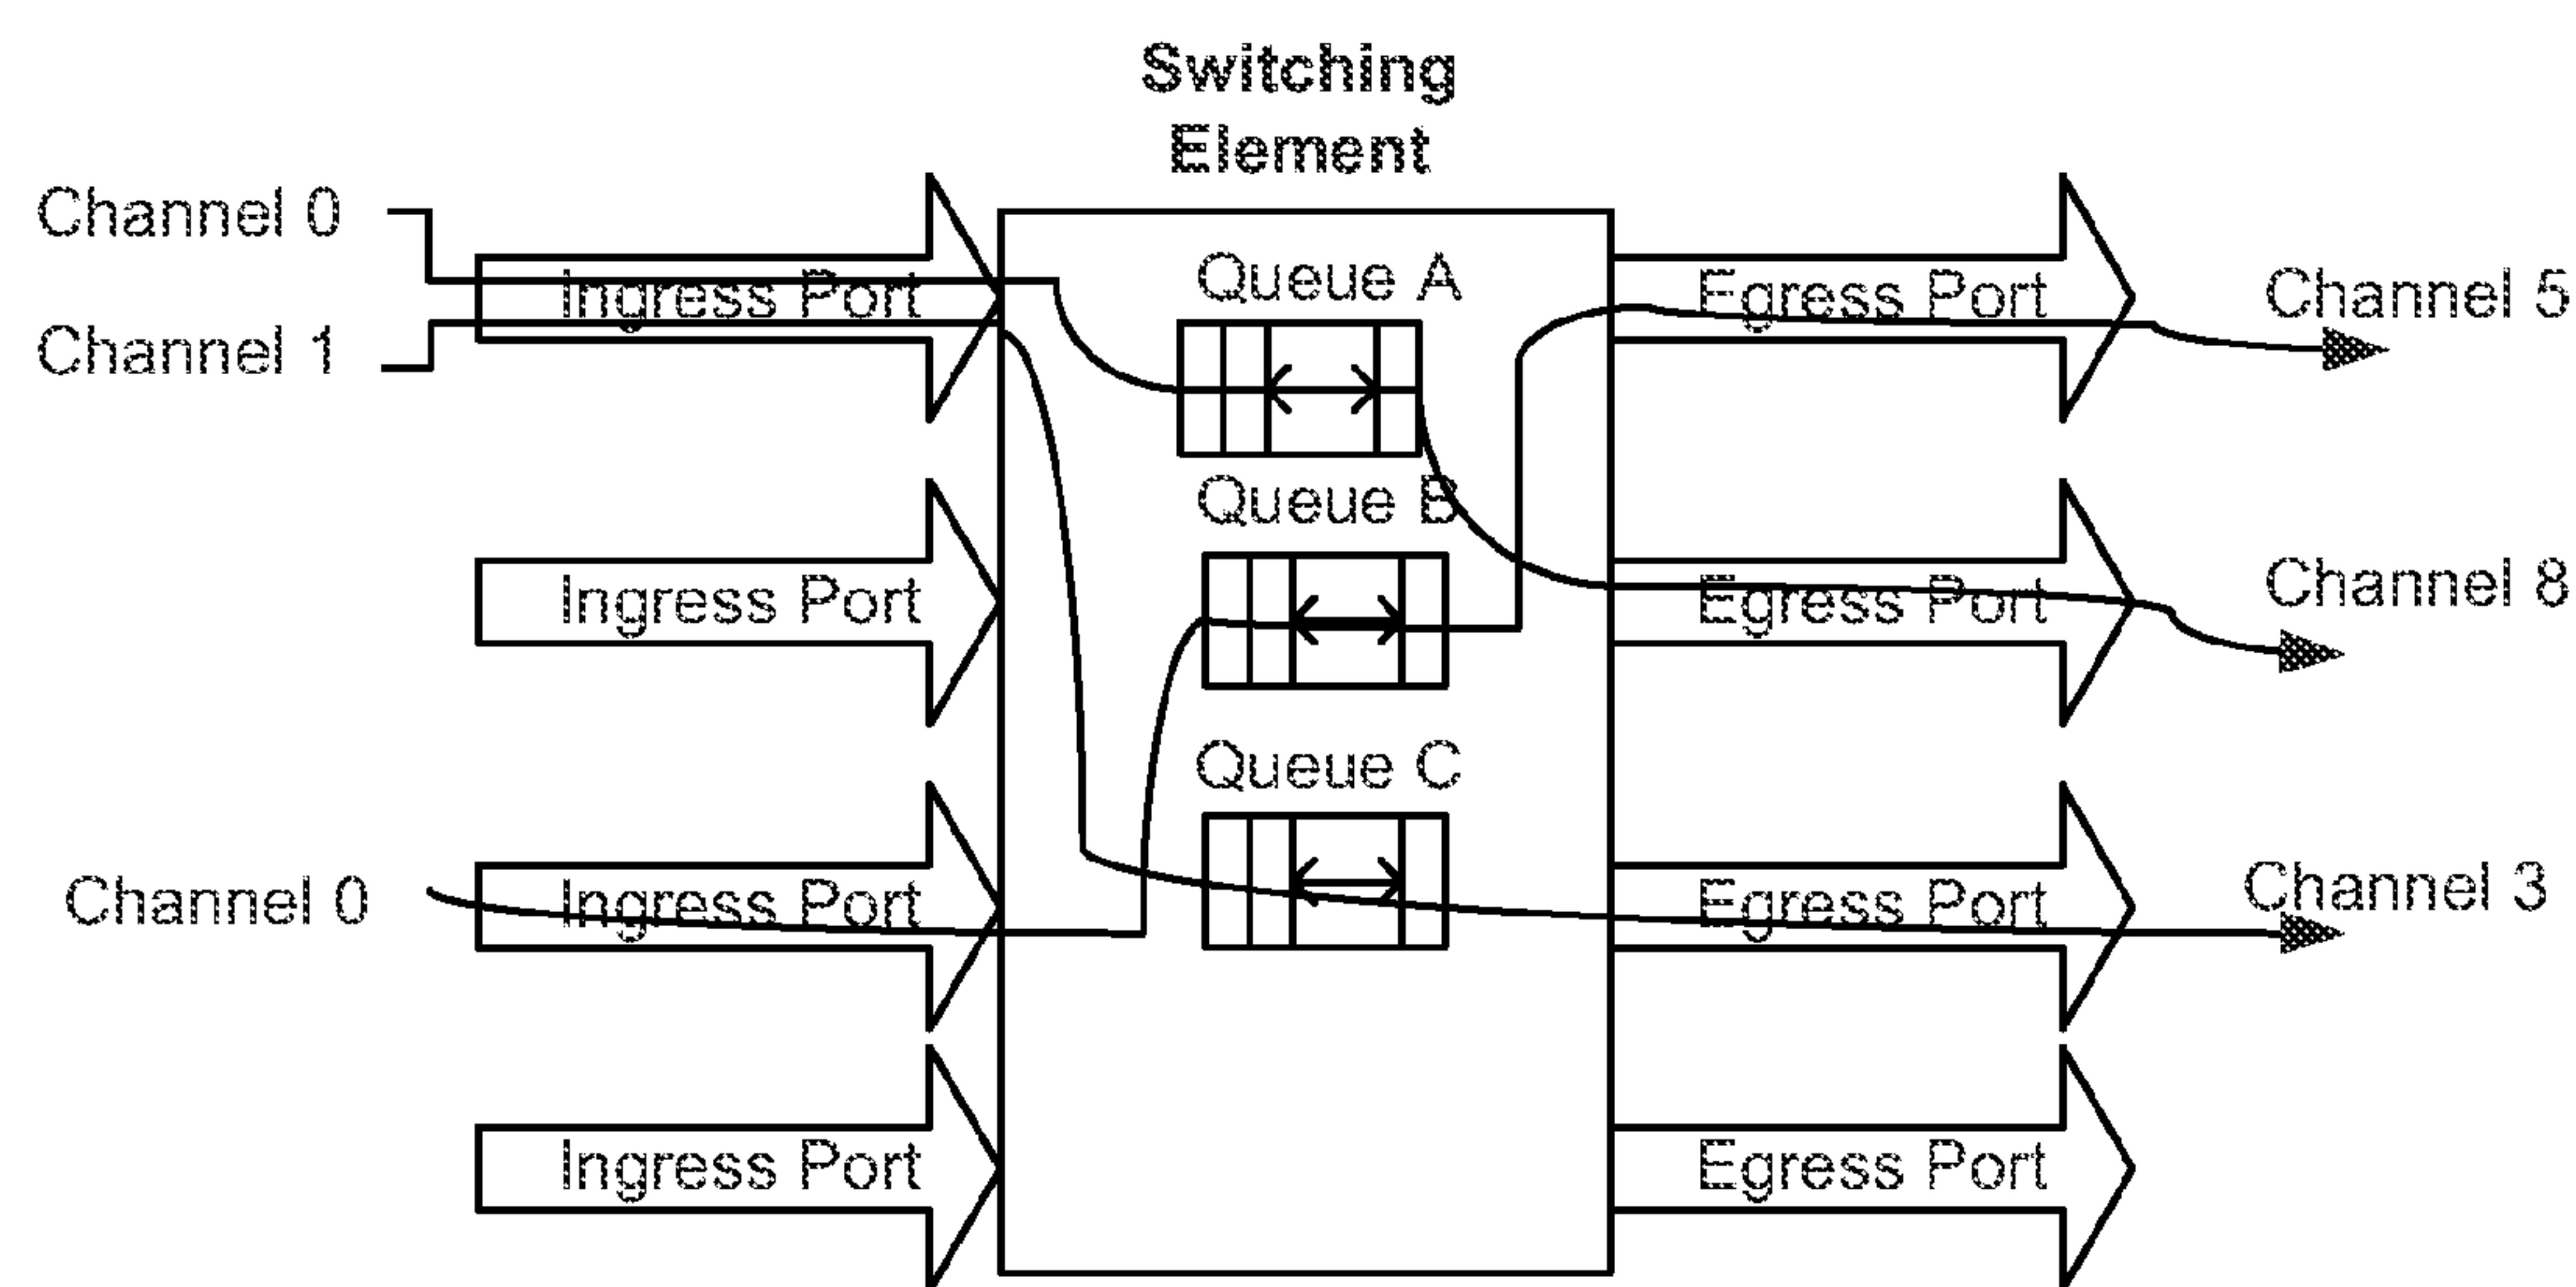 Switching
Element
Channel 0
Channel 1
Ingress Port
Queue A
Egress Port
Channel 5
Queue B
Ingress Port
Egress Port
Channel 8
Queue C
Channel 0
Ingress Port
Egress Port
Channel 3
Ingress Port
Egress Port